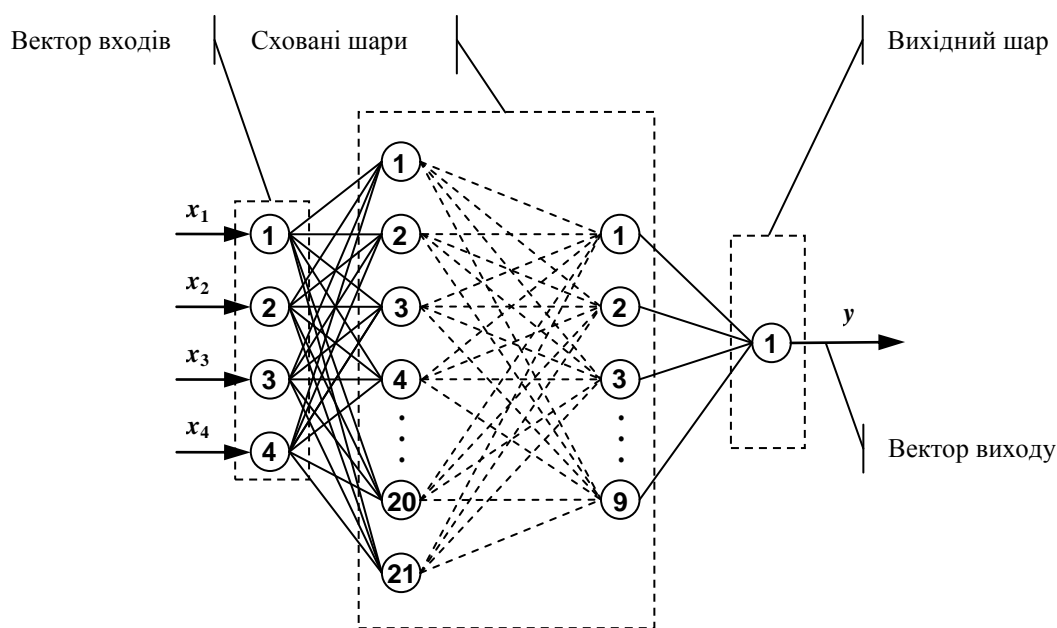 Вектор входів
Сховані шари
Вихідний шар
x1
x2
x3
x4
1
2
3
4
1
2
3
4
20
21
1
2
3
9
1
y
Вектор виходу